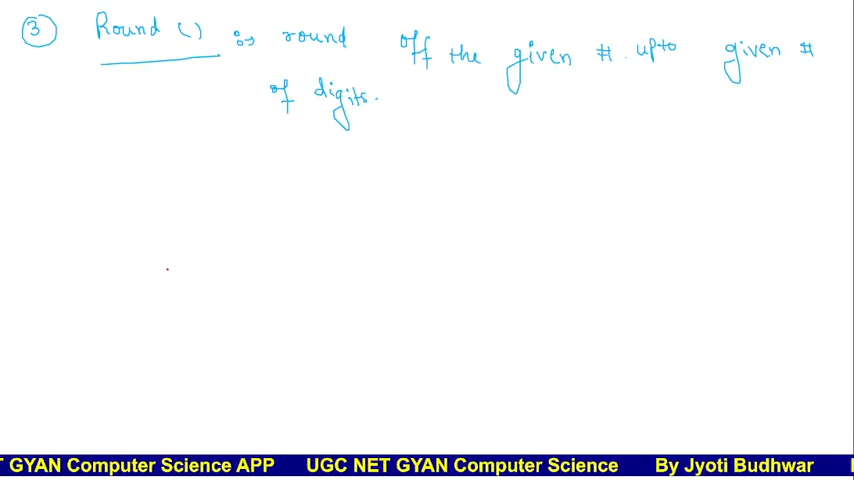 ③ Round () :→ round off the given #. upto given #
of digits.
T GYAN Computer Science APP UGC NET GYAN Computer Science By Jyoti Budhwar